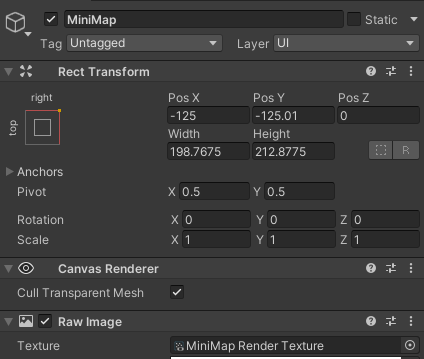 MiniMap Static
Tag Untagged Layer UI
Rect Transform
right
top
Pos X Pos Y Pos Z
-125 -125.01 0
Width Height
198.7675 212.8775
R
Anchors
Pivot X 0.5 Y 0.5
Rotation X 0 Y 0 Z 0
Scale X 1 Y 1 Z 1
Canvas Renderer
Cull Transparent Mesh
Raw Image
Texture MiniMap Render Texture